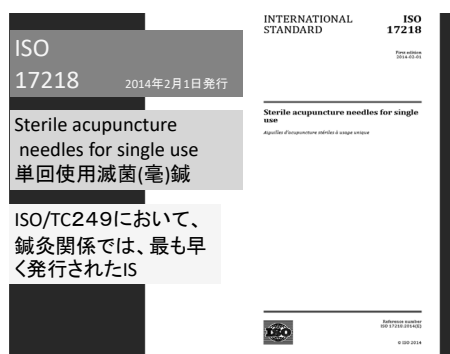 ISO
17218 2014年2月1日発行
Sterile acupuncture
needles for single use
単回使用滅菌(毫)鍼
ISO/TC249において、
鍼灸関係では、最も早
く発行されたIS
INTERNATIONAL
STANDARD
ISO
17218
First edition
2014-02-01
Sterile acupuncture needles for single
use
Aiguilles d'acupuncture stériles à usage unique
ISO
Reference number
ISO 17218:2014(E)
© ISO 2014